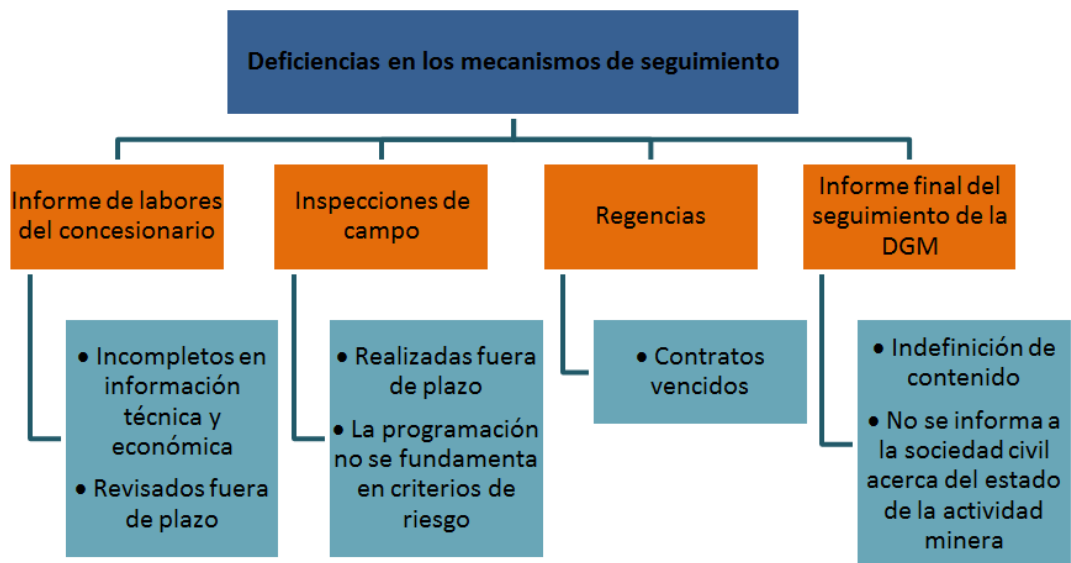 Deficiencias en los mecanismos de seguimiento
Informe de labores
del concesionario
• Incompletos en
información
técnica y
económica
• Revisados fuera
de plazo
Inspecciones de
campo
• Realizadas fuera
de plazo
• La programación
no se fundamenta
en criterios de
riesgo
Regencias
• Contratos
vencidos
Informe final del
seguimiento de la
DGM
• Indefinición de
contenido
• No se informa a
la sociedad civil
acerca del estado
de la actividad
minera